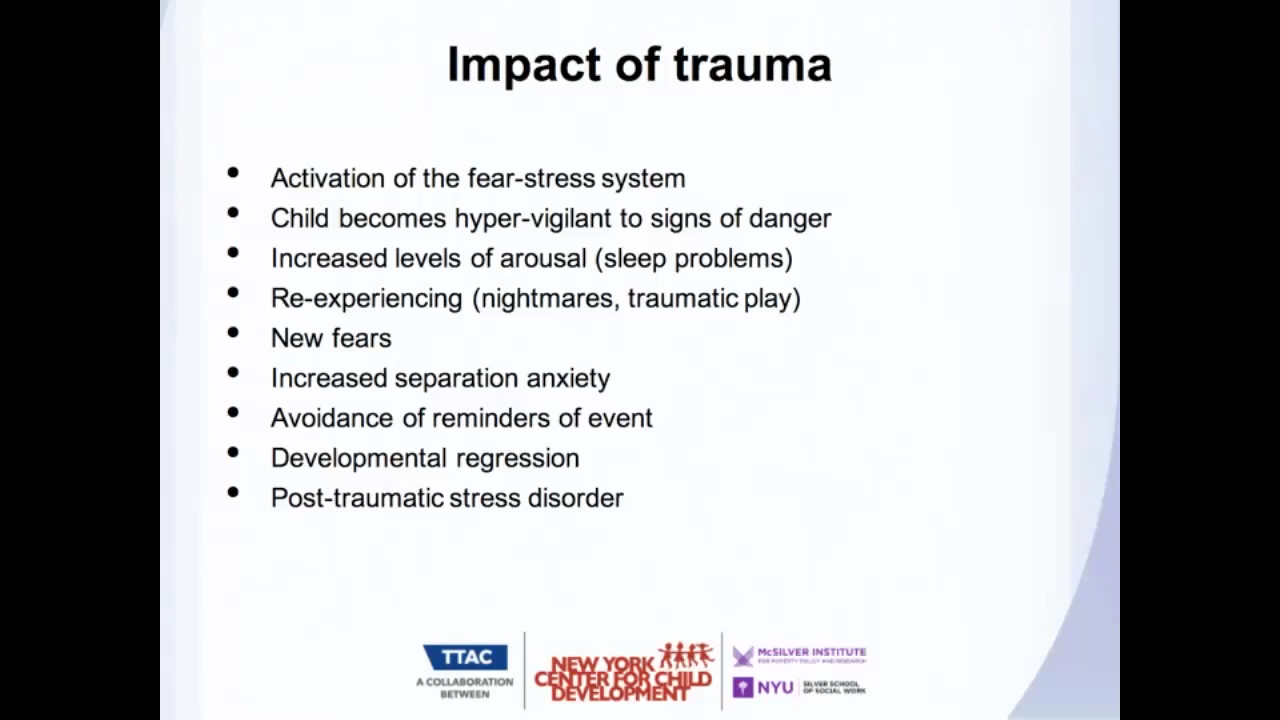 Impact of trauma
• Activation of the fear-stress system
• Child becomes hyper-vigilant to signs of danger
• Increased levels of arousal (sleep problems)
• Re-experiencing (nightmares, traumatic play)
• New fears
• Increased separation anxiety
• Avoidance of reminders of event
• Developmental regression
• Post-traumatic stress disorder
TTAC
A COLLABORATION
BETWEEN
NEW YORK
CENTER FOR CHILD
DEVELOPMENT
McSILVER INSTITUTE
FOR POVERTY POLICY AND RESEARCH
NYU
SILVER SCHOOL
OF SOCIAL WORK